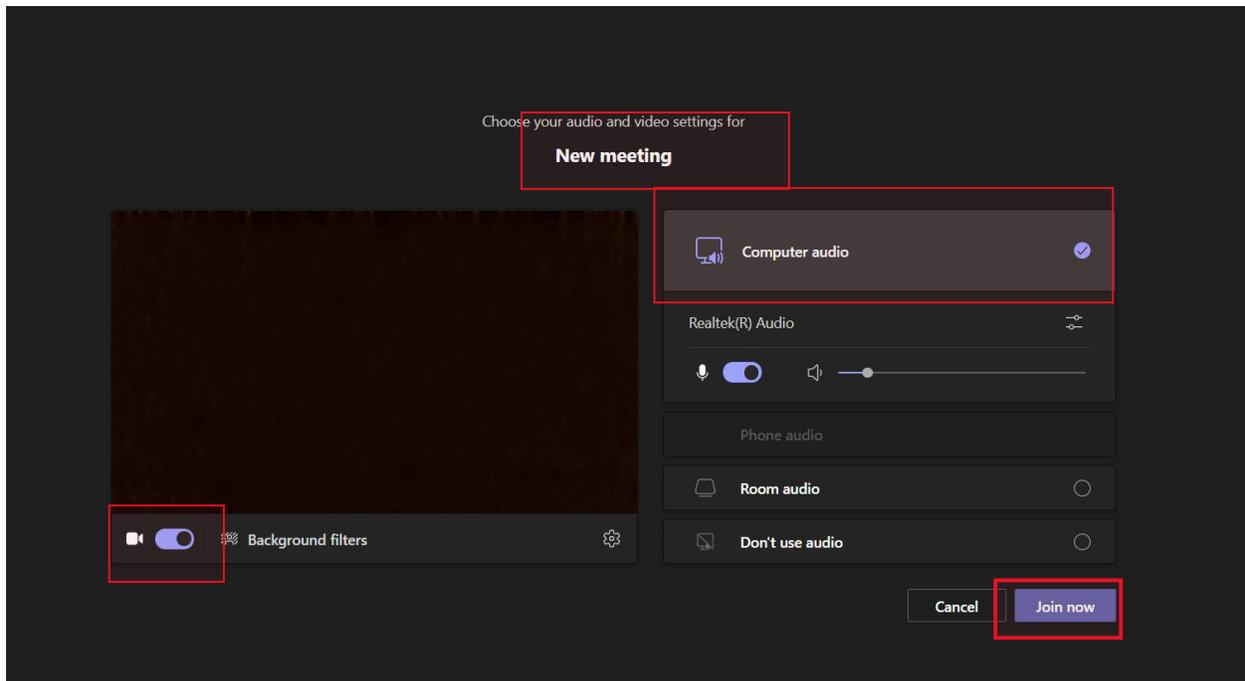 Choose your audio and video settings for
New meeting
Computer audio
Realtek(R) Audio
Phone audio
Room audio
Background filters
Don't use audio
Cancel
Join now